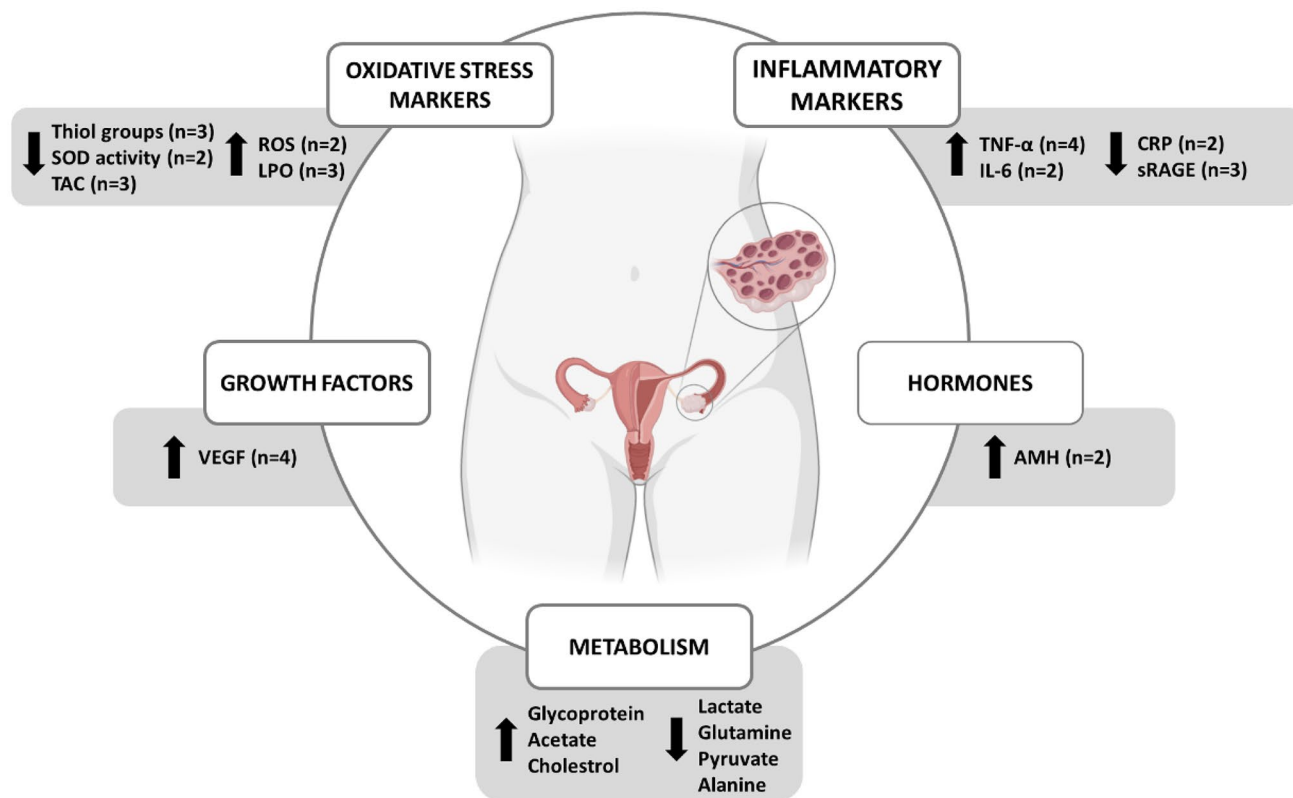 OXIDATIVE STRESS
MARKERS
Thiol groups (n=3)
SOD activity (n=2)
TAC (n=3)
ROS (n=2)
LPO (n=3)
INFLAMMATORY
MARKERS
TNF-α (n=4)
IL-6 (n=2)
CRP (n=2)
sRAGE (n=3)
GROWTH FACTORS
VEGF (n=4)
HORMONES
AMH (n=2)
METABOLISM
Glycoprotein
Acetate
Cholestrol
Lactate
Glutamine
Pyruvate
Alanine